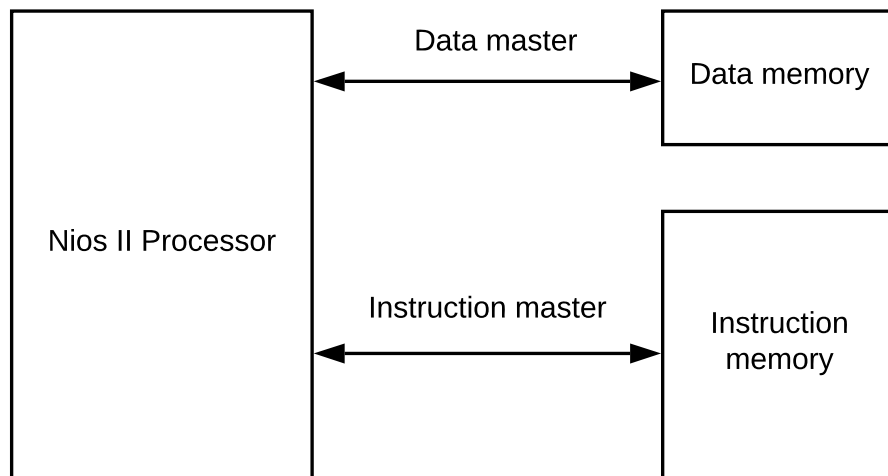 Data master
Data memory
Nios II Processor
Instruction master
Instruction
memory